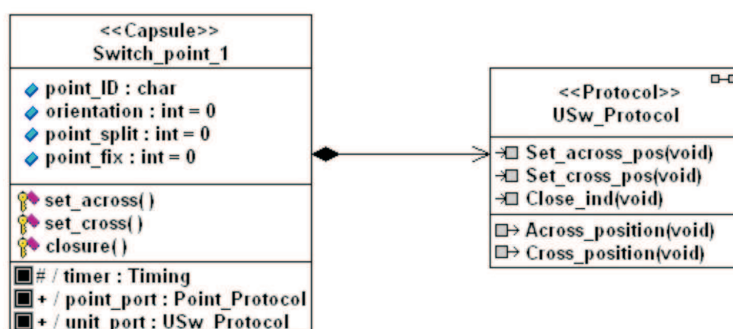 <<Capsule>>
Switch_point_1
point_ID : char
orientation : int = 0
point_split : int = 0
point_fix : int = 0
set_across()
set_cross()
closure()
# / timer : Timing
+ / point_port : Point_Protocol
+ / unit_port : USw_Protocol
<<Protocol>>
USw_Protocol
Set_across_pos(void)
Set_cross_pos(void)
Close_ind(void)
Across_position(void)
Cross_position(void)